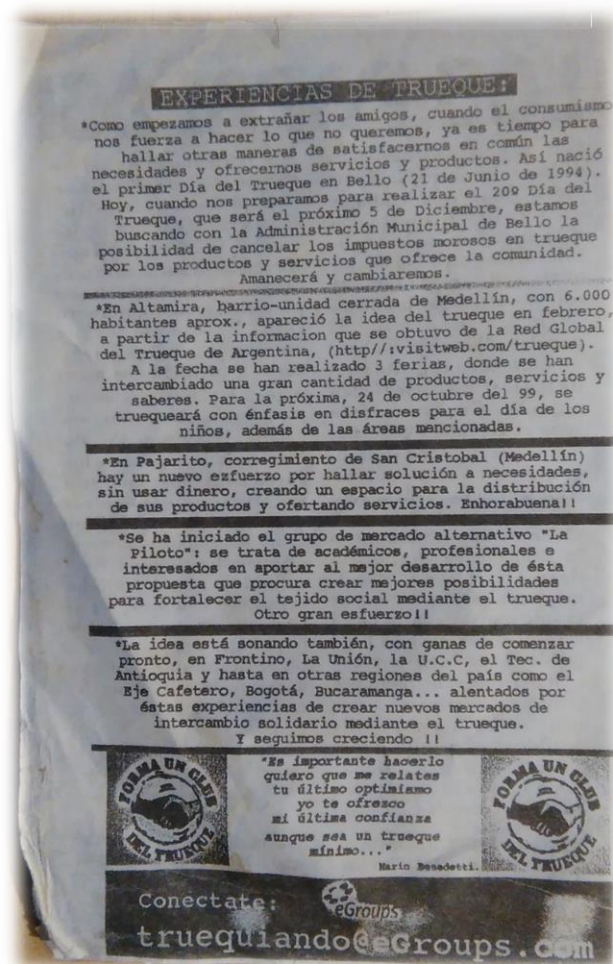 EXPERIENCIAS DE TRUEQUE:
*Como empezamos a extrañar los amigos, cuando el consumismo
nos fuerza a hacer lo que no queremos, ya es tiempo para
hallar otras maneras de satisfacernos en común las
necesidades y ofrecernos servicios y productos. Así nació
el primer Día del Trueque en Bello (21 de Junio de 1994).
Hoy, cuando nos preparamos para realizar el 20º Día del
Trueque, que será el próximo 5 de Diciembre, estamos
buscando con la Administración Municipal de Bello la
posibilidad de cancelar los impuestos morosos en trueque
por los productos y servicios que ofrece la comunidad.
Amanecerá y cambiaremos.
*En Altamira, barrio-unidad cerrada de Medellín, con 6.000
habitantes aprox., apareció la idea del trueque en febrero,
a partir de la informacion que se obtuvo de la Red Global
del Trueque de Argentina, (http//:visitweb.com/trueque).
A la fecha se han realizado 3 ferias, donde se han
intercambiado una gran cantidad de productos, servicios y
saberes. Para la próxima, 24 de octubre del 99, se
truequeará con énfasis en disfraces para el día de los
niños, además de las áreas mencionadas.
*En Pajarito, corregimiento de San Cristobal (Medellín)
hay un nuevo ezfuerzo por hallar solución a necesidades,
sin usar dinero, creando un espacio para la distribución
de sus productos y ofertando servicios. Enhorabuena!!
*Se ha iniciado el grupo de mercado alternativo "La
Piloto": se trata de académicos, profesionales e
interesados en aportar al mejor desarrollo de ésta
propuesta que procura crear mejores posibilidades
para fortalecer el tejido social mediante el trueque.
Otro gran esfuerzo!!
*La idea está sonando también, con ganas de comenzar
pronto, en Frontino, La Unión, la U.C.C, el Tec. de
Antioquia y hasta en otras regiones del país como el
Eje Cafetero, Bogotá, Bucaramanga... alentados por
éstas experiencias de crear nuevos mercados de
intercambio solidario mediante el trueque.
Y seguimos creciendo !!
FORMA UN CLUB
DEL TRUEQUE
"Es importante hacerlo
quiero que me relates
tu último optimismo
yo te ofrezco
mi última confianza
aunque sea un trueque
mínimo..."
Mario Benedetti.
FORMA UN CLUB
DEL TRUEQUE
Conectate:
eGroups
truequiando@eGroups.com